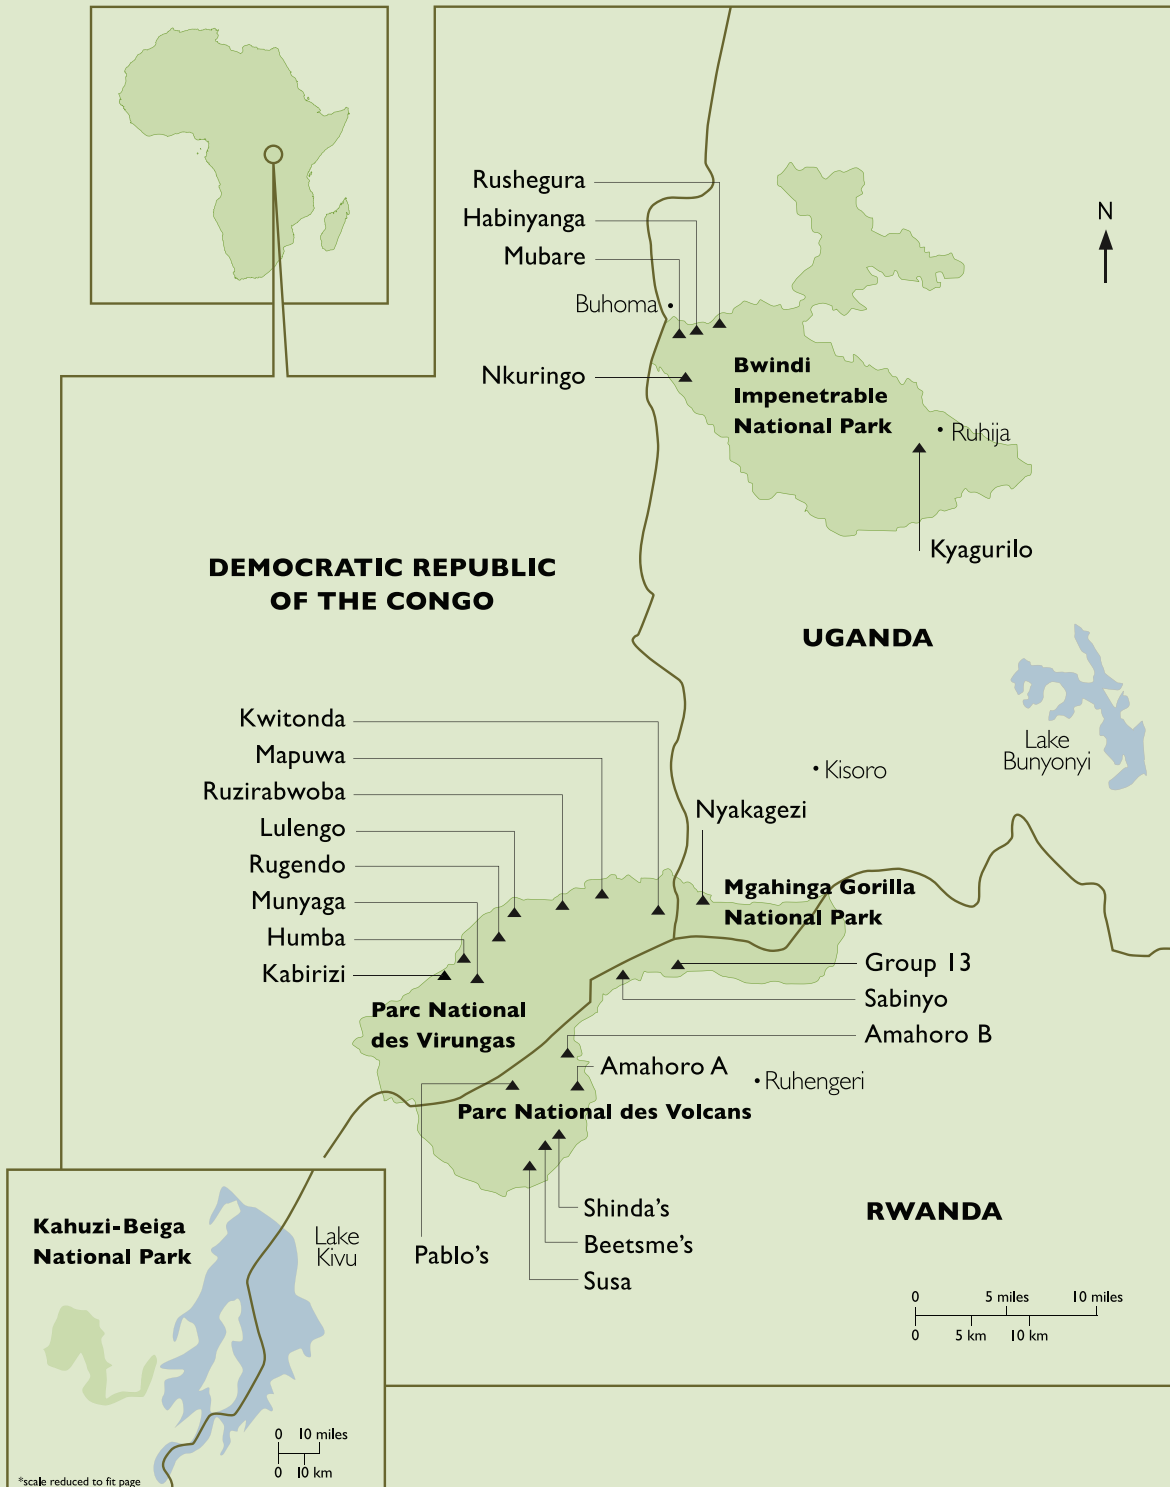 Rushegura
Habinyanga
Mubare
Buhoma
Nkuringo
N
Bwindi
Impenetrable
National Park
Ruhija
Kyagurilo
DEMOCRATIC REPUBLIC
OF THE CONGO
UGANDA
Lake
Bunyonyi
Kisoro
Kwitonda
Mapuwa
Ruzirabwoba
Lulengo
Rugendo
Munyaga
Humba
Kabirizi
Nyakagezi
Mgahinga Gorilla
National Park
Group 13
Sabinyo
Amahoro B
Amahoro A
Ruhengeri
Parc National
des Virungas
Parc National des Volcans
Pablo's
Shinda's
Beetsme's
Susa
RWANDA
0 5 miles 10 miles
0 5 km 10 km
Kahuzi-Beiga
National Park
Lake
Kivu
0 10 miles
0 10 km
*scale reduced to fit page